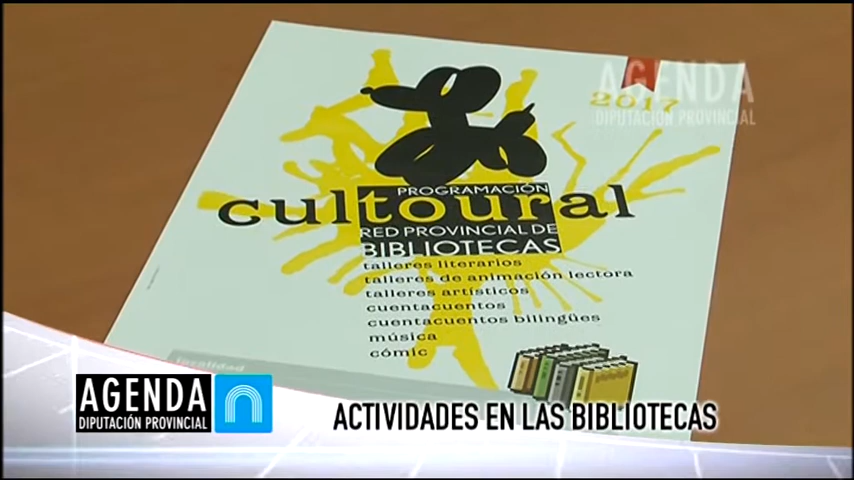 AGENDA
DIPUTACIÓN PROVINCIAL
2017
PROGRAMACIÓN
cultoural
RED PROVINCIAL DE
BIBLIOTECAS
talleres literarios
talleres de animación lectora
talleres artísticos
cuentacuentos
cuentacuentos bilingües
música
cómic
localidad
AGENDA
DIPUTACIÓN PROVINCIAL
ACTIVIDADES EN LAS BIBLIOTECAS